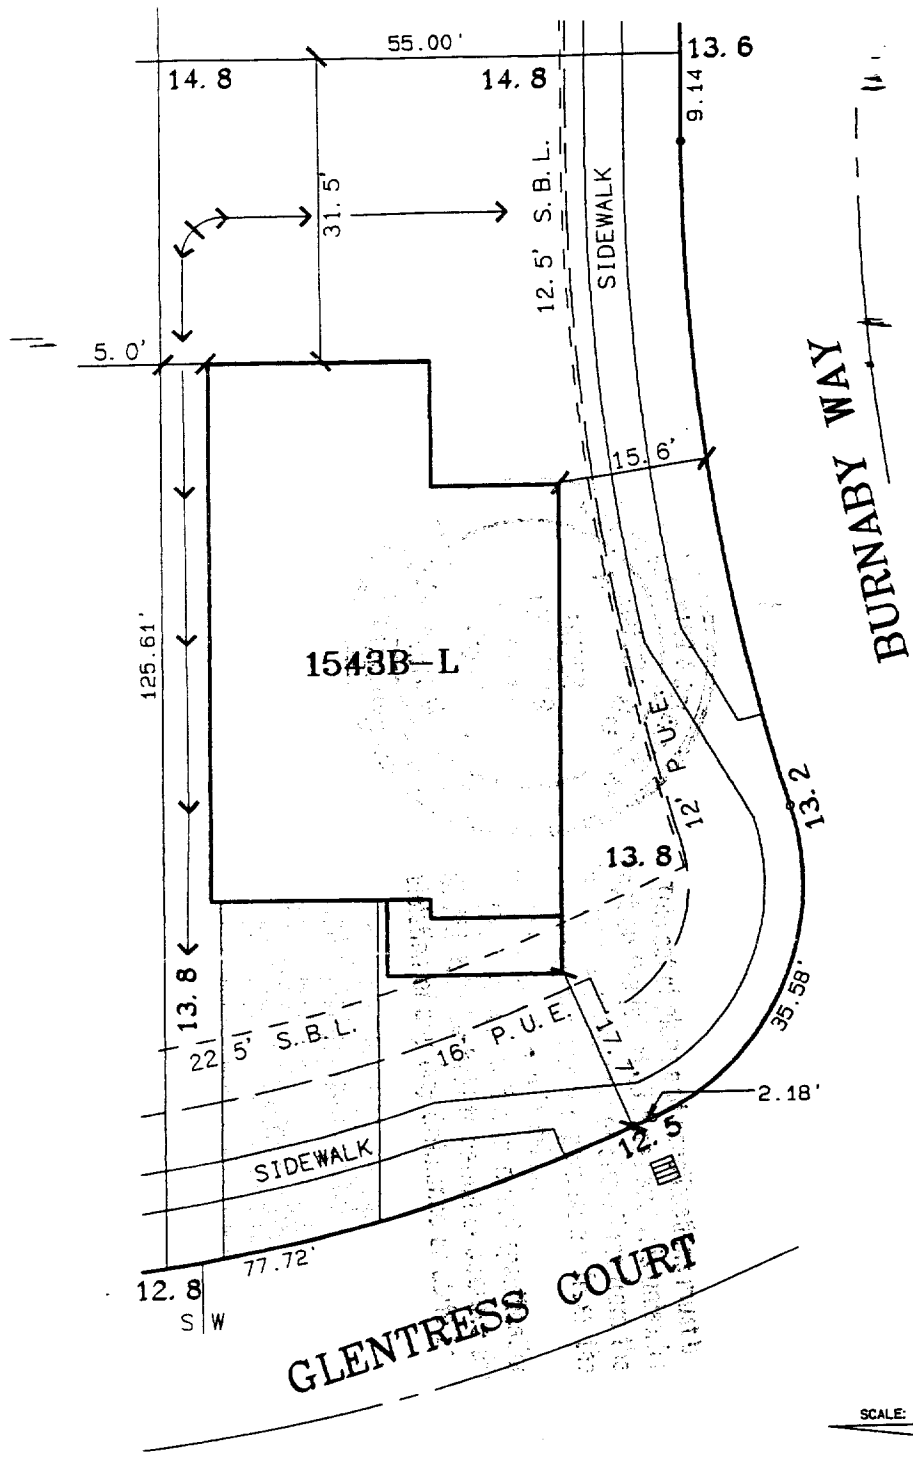 55.00'
13.6
14.8
14.8
9.14
31.5'
12.5' S.B.L.
SIDEWALK
5.0'
BURNABY WAY
15.6'
125.61'
1543B-L
12' P.U.E.
13.2
13.8
13.8
22.5' S.B.L.
16' P.U.E.
17.7'
35.58'
2.18'
12.5
SIDEWALK
77.72'
12.8
S W
GLENTRESS COURT
SCALE: